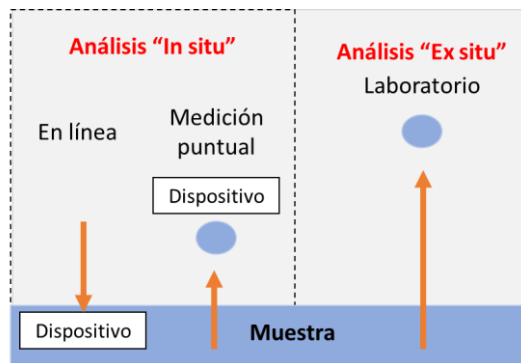 Análisis “In situ”
Análisis “Ex situ”
Laboratorio
En línea
Medición
puntual
Dispositivo
Dispositivo
Muestra